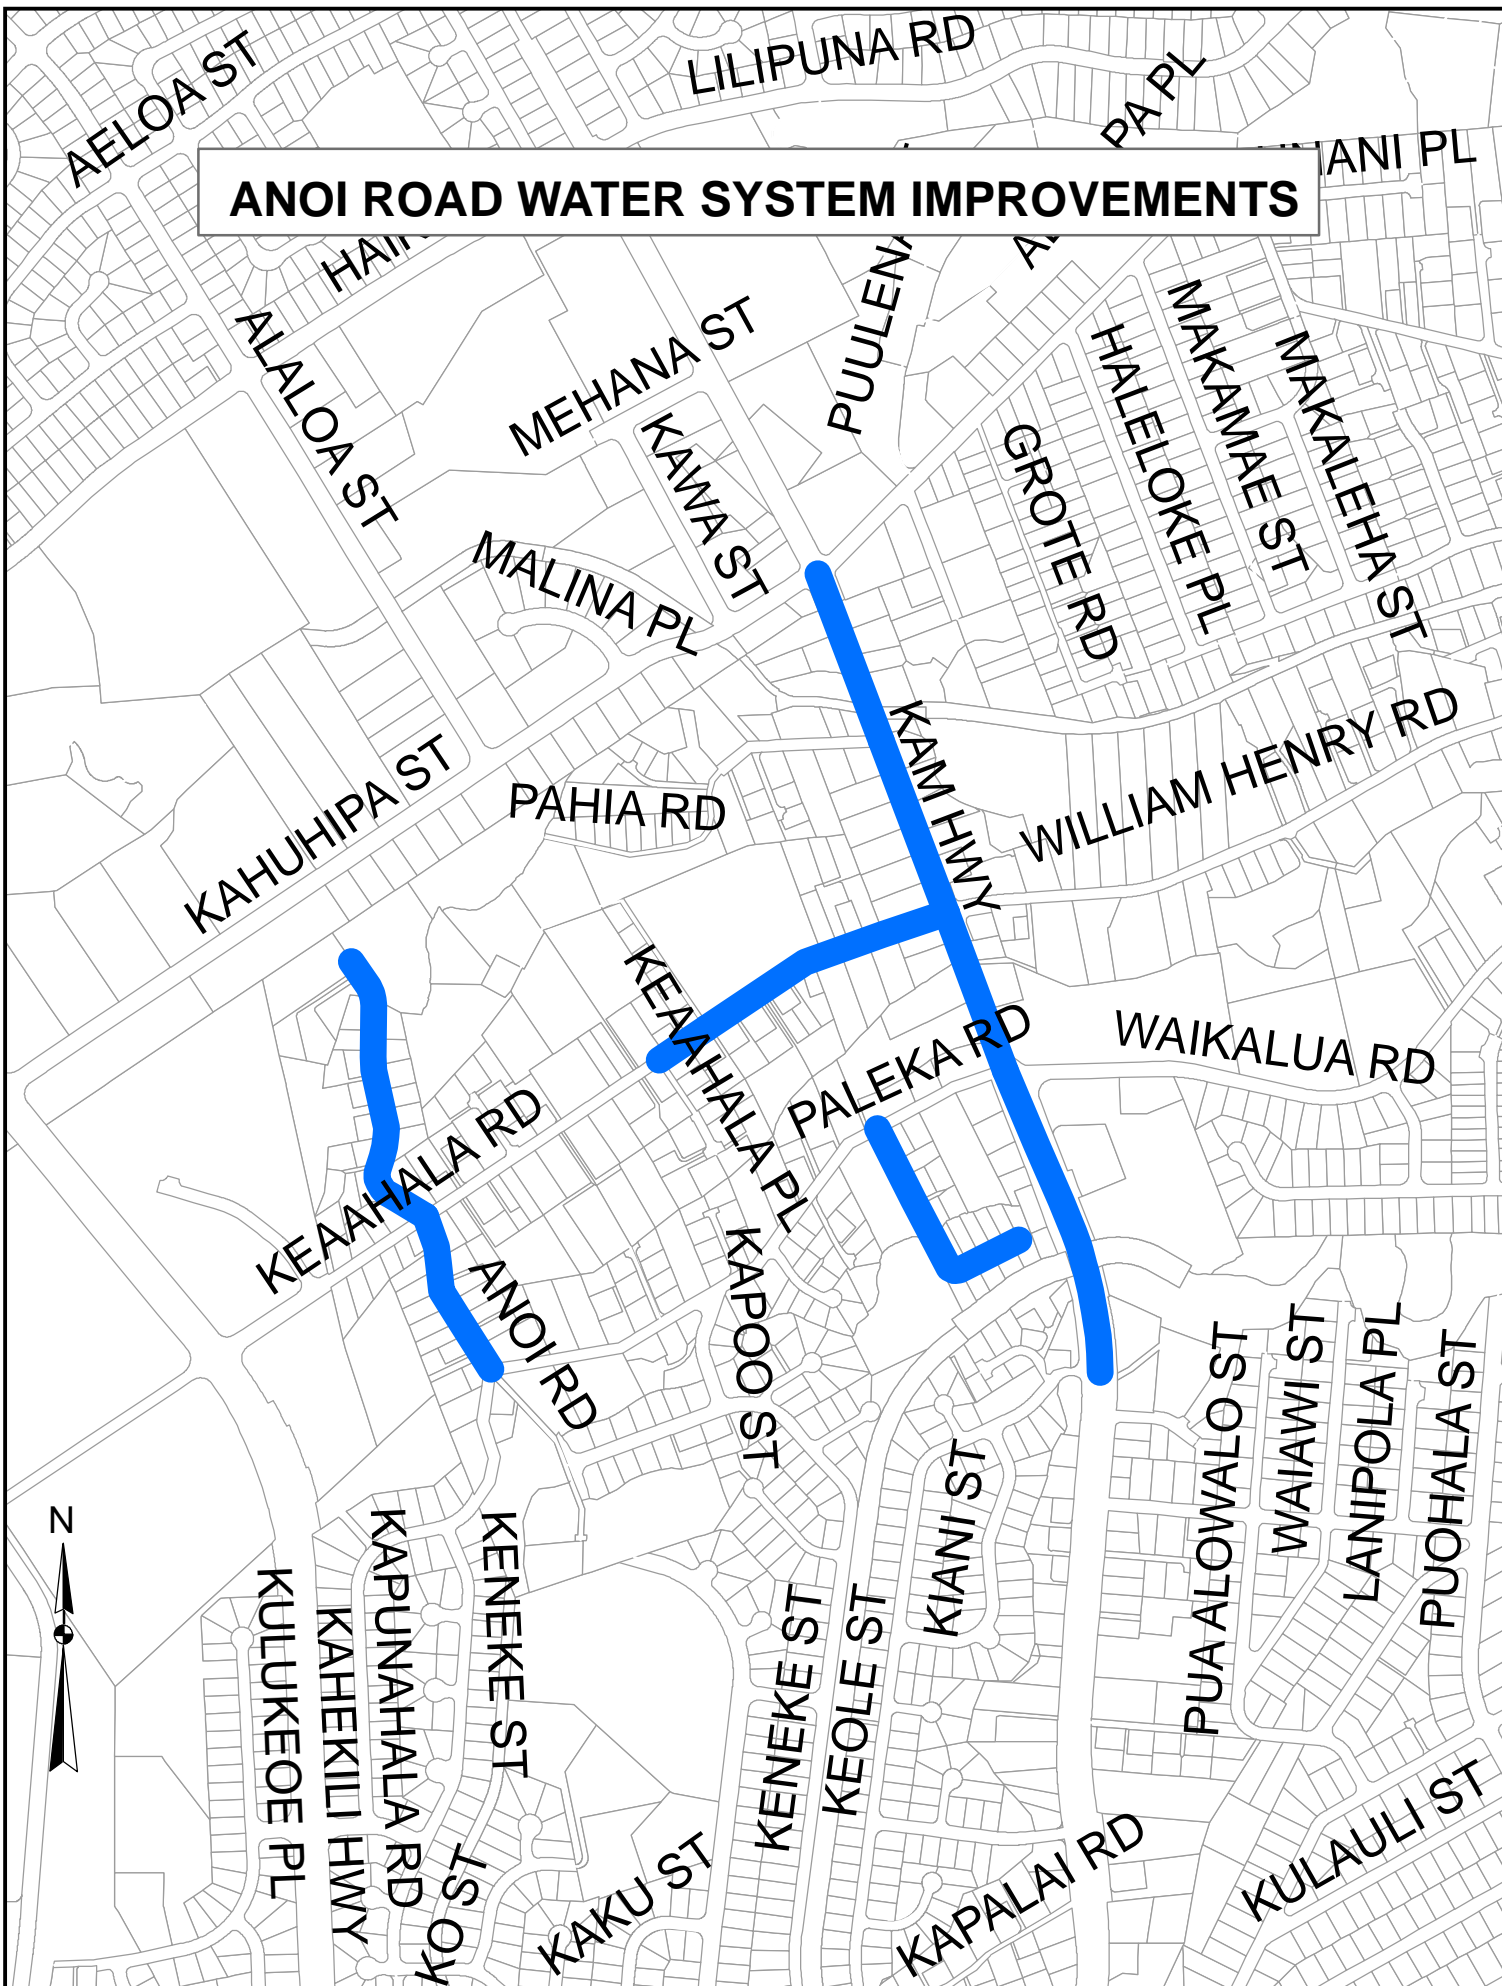 LILIPUNA RD
AELOA ST
PA PL
ANOI ROAD WATER SYSTEM IMPROVEMENTS
ALALOA ST
MEHANA ST
MAKAMAE ST
HALELOKE PL
MAKALEHA ST
KAWA ST
GROTE RD
MALINA PL
KAM HWY
WILLIAM HENRY RD
KAHUHIPA ST
PAHIA RD
KEAAHALA PL
PALEKA RD
WAIKALUA RD
KEAAHALA RD
ANOI RD
KAPOO ST
PUA ALOWALO ST
WAIAWI ST
LANIPOLA PL
PUOHALA ST
KIANI ST
N
KULUKEOE PL
KAHEKILI HWY
KAPUNAHALA RD
KENEKE ST
KENEKE ST
KEOLE ST
KO ST
KAKU ST
KAPALAI RD
KULAULI ST